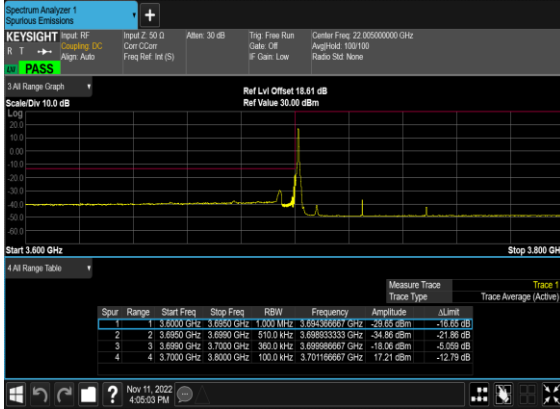 Spectrum Analyzer 1
Spurious Emissions
+
KEYSIGHT Input: RF Input Z: 50 Ω Atten: 30 dB Trig: Free Run Center Freq: 22.005000000 GHz
R T Coupling: DC Corr CCorr Gate: Off Avg|Hold: 100/100
Align: Auto Freq Ref: Int (S) IF Gain: Low Radio Std: None
PASS
3 All Range Graph
Ref Lvl Offset 18.61 dB
Scale/Div 10.0 dB Ref Value 30.00 dBm
Log
20.0
10.0
0.00
-10.0
-20.0
-30.0
-40.0
-50.0
-60.0
Start 3.600 GHz Stop 3.800 GH
4 All Range Table
Measure Trace Trace 1
Trace Type Trace Average (Active)
Spur Range Start Freq Stop Freq RBW Frequency Amplitude ΔLimit
1 1 3.6000 GHz 3.6950 GHz 1.000 MHz 3.694366667 GHz -29.65 dBm -16.65 dB
2 2 3.6950 GHz 3.6990 GHz 510.0 kHz 3.698933333 GHz -34.86 dBm -21.86 dB
3 3 3.6990 GHz 3.7000 GHz 360.0 kHz 3.699986667 GHz -18.06 dBm -5.059 dB
4 4 3.7000 GHz 3.8000 GHz 100.0 kHz 3.701166667 GHz 17.21 dBm -12.79 dB
? Nov 11, 2022
4:05:03 PM